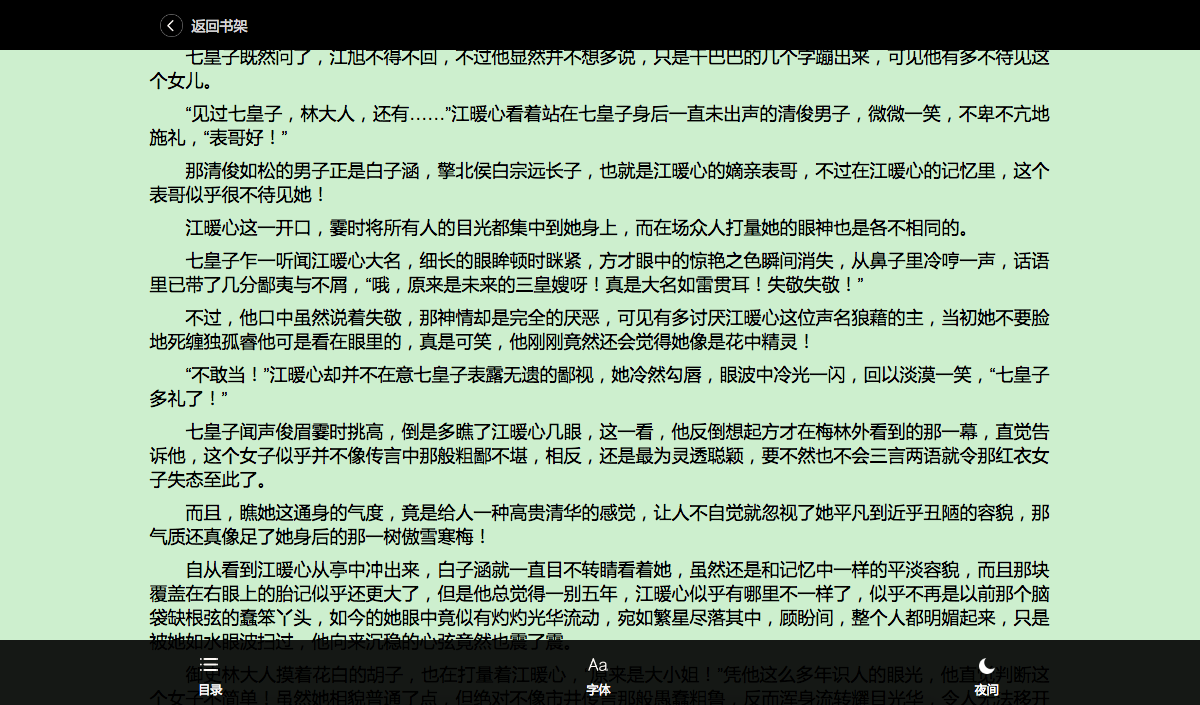 返回书架
七皇子既然问了，江旭不得不回，不过他显然并不想多说，只是干巴巴的几个字蹦出来，可见他有多不待见这
个女儿。
“见过七皇子，林大人，还有……”江暖心看着站在七皇子身后一直未出声的清俊男子，微微一笑，不卑不亢地
施礼，“表哥好！”
那清俊如松的男子正是白子涵，擎北侯白宗远长子，也就是江暖心的嫡亲表哥，不过在江暖心的记忆里，这个
表哥似乎很不待见她！
江暖心这一开口，霎时将所有人的目光都集中到她身上，而在场众人打量她的眼神也是各不相同的。
七皇子乍一听闻江暖心大名，细长的眼眸顿时眯紧，方才眼中的惊艳之色瞬间消失，从鼻子里冷哼一声，话语
里已带了几分鄙夷与不屑，“哦，原来是未来的三皇嫂呀！真是大名如雷贯耳！失敬失敬！”
不过，他口中虽然说着失敬，那神情却是完全的厌恶，可见有多讨厌江暖心这位声名狼藉的主，当初她不要脸
地死缠独孤睿他可是看在眼里的，真是可笑，他刚刚竟然还会觉得她像是花中精灵！
“不敢当！”江暖心却并不在意七皇子表露无遗的鄙视，她冷然勾唇，眼波中冷光一闪，回以淡漠一笑，“七皇子
多礼了！”
七皇子闻声俊眉霎时挑高，倒是多瞧了江暖心几眼，这一看，他反倒想起方才在梅林外看到的那一幕，直觉告
诉他，这个女子似乎并不像传言中那般粗鄙不堪，相反，还是最为灵透聪颖，要不然也不会三言两语就令那红衣女
子失态至此了。
而且，瞧她这通身的气度，竟是给人一种高贵清华的感觉，让人不自觉就忽视了她平凡到近乎丑陋的容貌，那
气质还真像足了她身后的那一树傲雪寒梅！
自从看到江暖心从亭中冲出来，白子涵就一直目不转睛看着她，虽然还是和记忆中一样的平淡容貌，而且那块
覆盖在右眼上的胎记似乎还更大了，但是他总觉得一别五年，江暖心似乎有哪里不一样了，似乎不再是以前那个脑
袋缺根弦的蠢笨丫头，如今的她眼中竟似有灼灼光华流动，宛如繁星尽落其中，顾盼间，整个人都明媚起来，只是
被她如水眼波扫过，他向来沉稳的心弦竟然也震了震。
御史林大人摸着花白的胡子，也在打量着江暖心，“原来是大小姐！”凭他这么多年识人的眼光，他直觉判断这
个女子不简单！虽然她相貌普通了点，但绝对不像市井传言那般愚蠢粗鲁，反而浑身流转耀目光华，令人无法移开
目录
Aa
字体
夜间